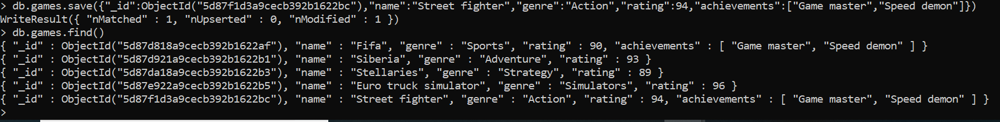 > db.games.save({"_id":ObjectId("5d87f1d3a9cecb392b1622bc"),"name":"Street fighter","genre":"Action","rating":94,"achievements":["Game master","Speed demon"]})
WriteResult({ "nMatched" : 1, "nUpserted" : 0, "nModified" : 1 })
> db.games.find()
{ "_id" : ObjectId("5d87d818a9cecb392b1622af"), "name" : "Fifa", "genre" : "Sports", "rating" : 90, "achievements" : [ "Game master", "Speed demon" ] }
{ "_id" : ObjectId("5d87d921a9cecb392b1622b1"), "name" : "Siberia", "genre" : "Adventure", "rating" : 93 }
{ "_id" : ObjectId("5d87da18a9cecb392b1622b3"), "name" : "Stellaries", "genre" : "Strategy", "rating" : 89 }
{ "_id" : ObjectId("5d87e922a9cecb392b1622b5"), "name" : "Euro truck simulator", "genre" : "Simulators", "rating" : 96 }
{ "_id" : ObjectId("5d87f1d3a9cecb392b1622bc"), "name" : "Street fighter", "genre" : "Action", "rating" : 94, "achievements" : [ "Game master", "Speed demon" ] }
>